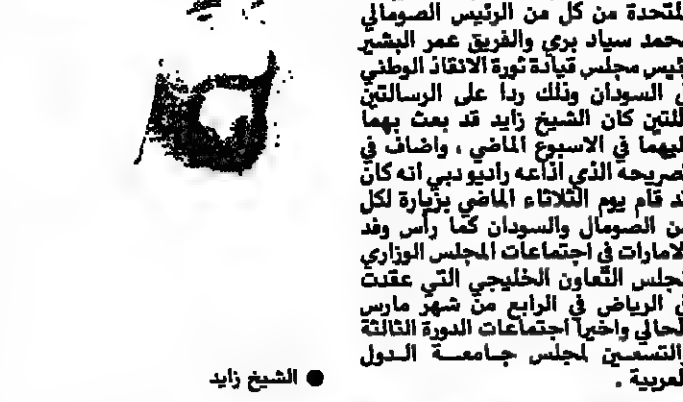 المتحدة من كل من الرئيس الصومالي
محمد سياد بري والفريق عمر البشير
رئيس مجلس قيادة ثورة الانقاذ الوطني
في السودان وذلك ردا على الرسالتين
اللتين كان الشيخ زايد قد بعث بهما
اليهما في الاسبوع الماضي ، واضاف في
تصريحه الذي اذاعه راديو دبي انه كان
قد قام يوم الثلاثاء الماضي بزيارة لكل
من الصومال والسودان كما رأس وفد
الامارات في اجتماعات المجلس الوزاري
لمجلس التعاون الخليجي التي عقدت
في الرياض في الرابع من شهر مارس
الحالي واخيرا اجتماعات الدورة الثالثة
والتسعين لمجلس جامعة الدول
العربية .
● الشيخ زايد